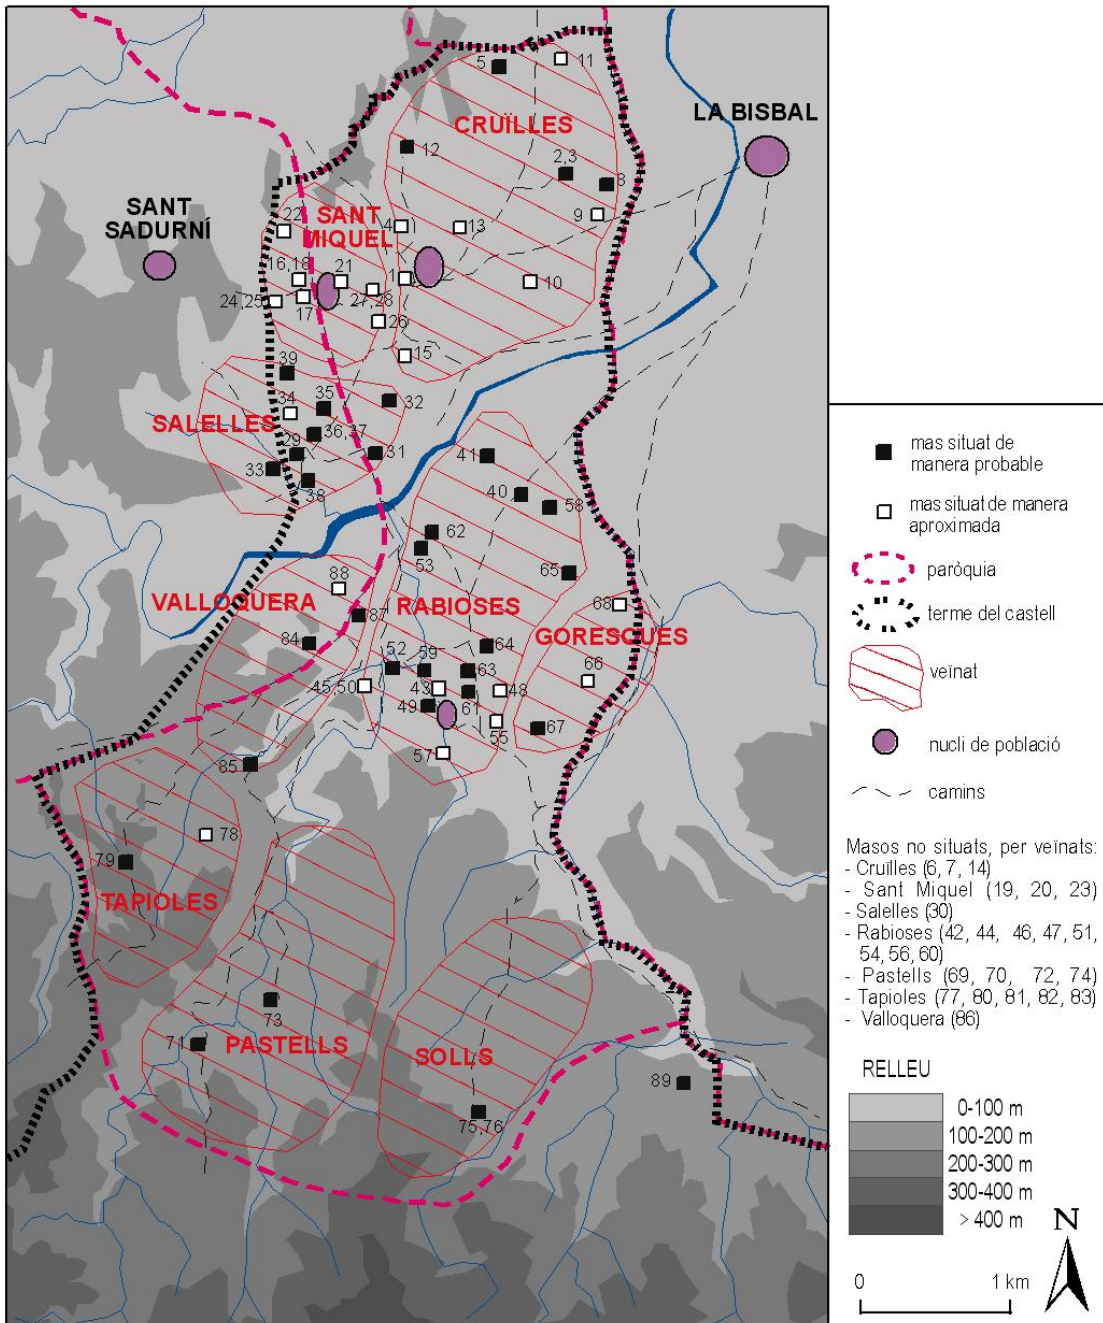 5
11
LA BISBAL
CRUÏLLES
12
2,3
8
SANT
SADURNÍ
SANT
MIQUEL
22
4
13
9
16,18
21
1
10
24,25
17
27,28
26
15
39
34
35
32
SALELLES
36,37
29
31
33
38
41
40
58
62
53
65
88
VALLOQUERA
RABIOSES
68
87
GORESQUES
84
64
52
59
63
66
45,50
43
48
49
61
55
67
57
85
78
79
TAPIOLES
73
71
PASTELLS
SOLLS
89
75,76
mas situat de
manera probable
mas situat de manera
aproximada
paròquia
terme del castell
veïnat
nucli de població
camins
Masos no situats, per veïnats:
- Cruïlles (6, 7, 14)
- Sant Miquel (19, 20, 23)
- Salelles (30)
- Rabioses (42, 44, 46, 47, 51,
54, 56, 60)
- Pastells (69, 70, 72, 74)
- Tapioles (77, 80, 81, 82, 83)
- Valloquera (86)
RELLEU
0-100 m
100-200 m
200-300 m
300-400 m
> 400 m
N
0
1 km